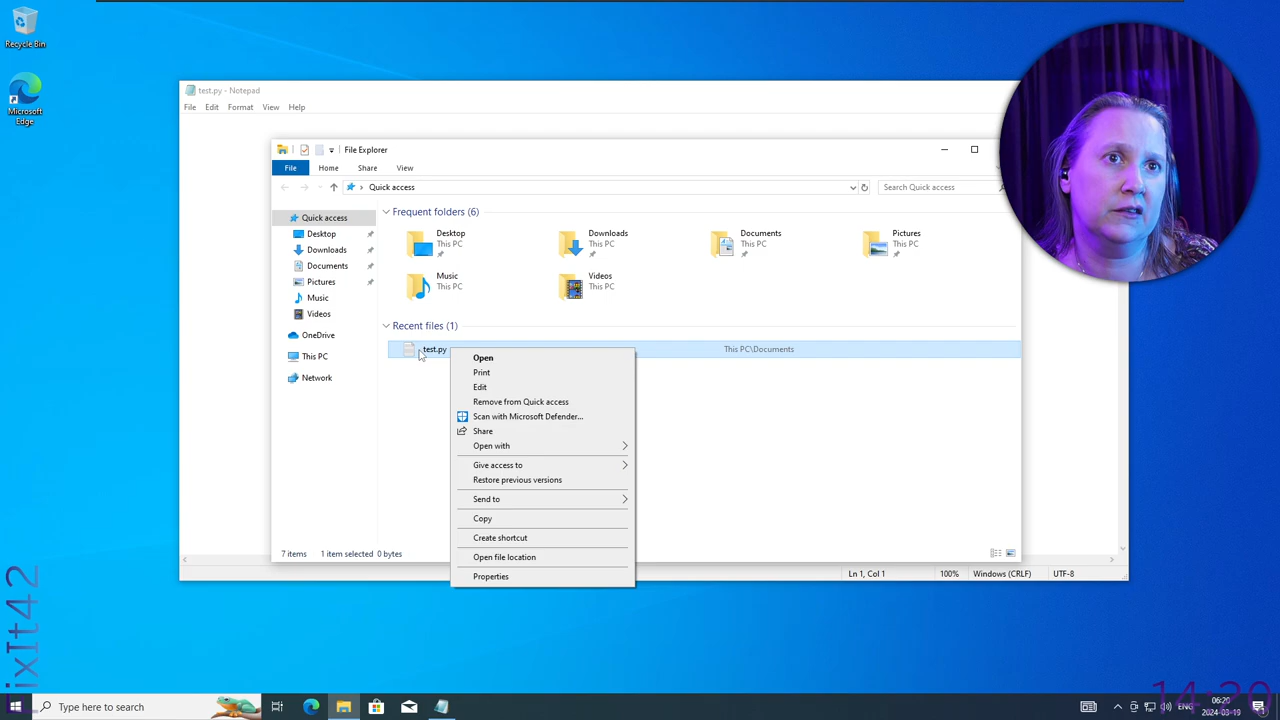 Recycle Bin
Microsoft
Edge
test.py - Notepad
File Edit Format View Help
File Explorer
File Home Share View
Quick access
Search Quick access
Quick access
Desktop
Downloads
Documents
Pictures
Music
Videos
OneDrive
This PC
Network
Frequent folders (6)
Desktop
This PC
Downloads
This PC
Documents
This PC
Pictures
This PC
Music
This PC
Videos
This PC
Recent files (1)
test.py
This PC\Documents
Open
Print
Edit
Remove from Quick access
Scan with Microsoft Defender...
Share
Open with
Give access to
Restore previous versions
Send to
Copy
Create shortcut
Open file location
Properties
7 items 1 item selected 0 bytes
Ln 1, Col 1 100% Windows (CRLF) UTF-8
ixIt42
Type here to search
ENG
06:20
2024-03-19